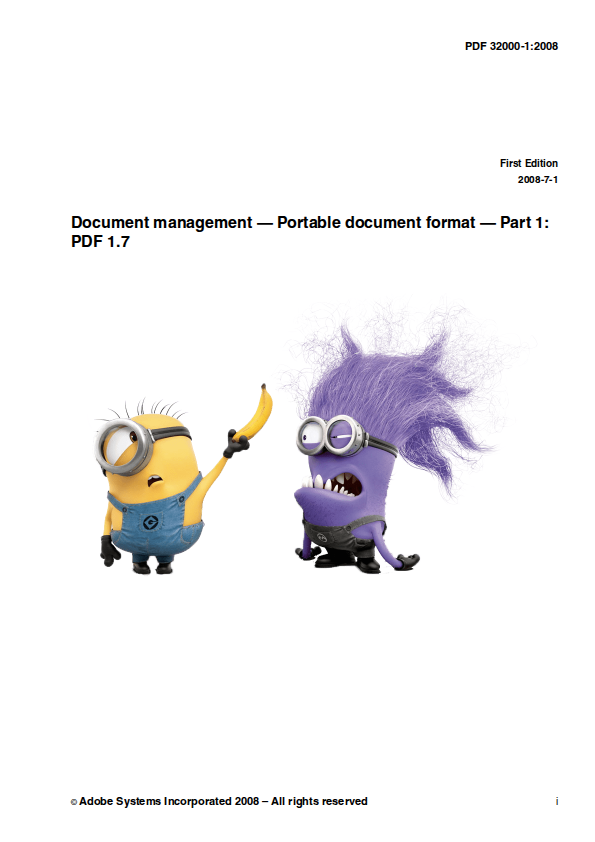 PDF 32000-1:2008
First Edition
2008-7-1
Document management — Portable document format — Part 1:
PDF 1.7
© Adobe Systems Incorporated 2008 – All rights reserved
i